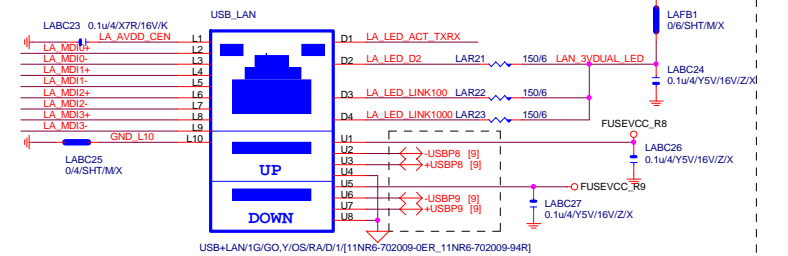 USB_LAN
LAFB1
0/6/SHT/M/X
LABC23 0.1u/4/X7R/16V/K
LA_AVDD_CEN L1
LA_MDI0+ L2
LA_MDI0- L3
LA_MDI1+ L4
LA_MDI1- L5
LA_MDI2+ L6
LA_MDI2- L7
LA_MDI3+ L8
LA_MDI3- L9
GND_L10 L10
LABC25
0/4/SHT/M/X
D1 LA_LED_ACT_TXRX
D2 LA_LED_D2 LAR21 150/6 LAN_3VDUAL_LED
D3 LA_LED_LINK100 LAR22 150/6
D4 LA_LED_LINK1000 LAR23 150/6
LABC24
0.1u/4/Y5V/16V/Z/X
FUSEVCC_R8
U1
U2 -USBP8 [9]
U3 +USBP8 [9]
U4
LABC26
0.1u/4/Y5V/16V/Z/X
U5 FUSEVCC_R9
U6 -USBP9 [9]
U7 +USBP9 [9]
U8
LABC27
0.1u/4/Y5V/16V/Z/X
UP
DOWN
USB+LAN/1G/GO,Y/OS/RA/D/1/[11NR6-702009-0ER_11NR6-702009-94R]